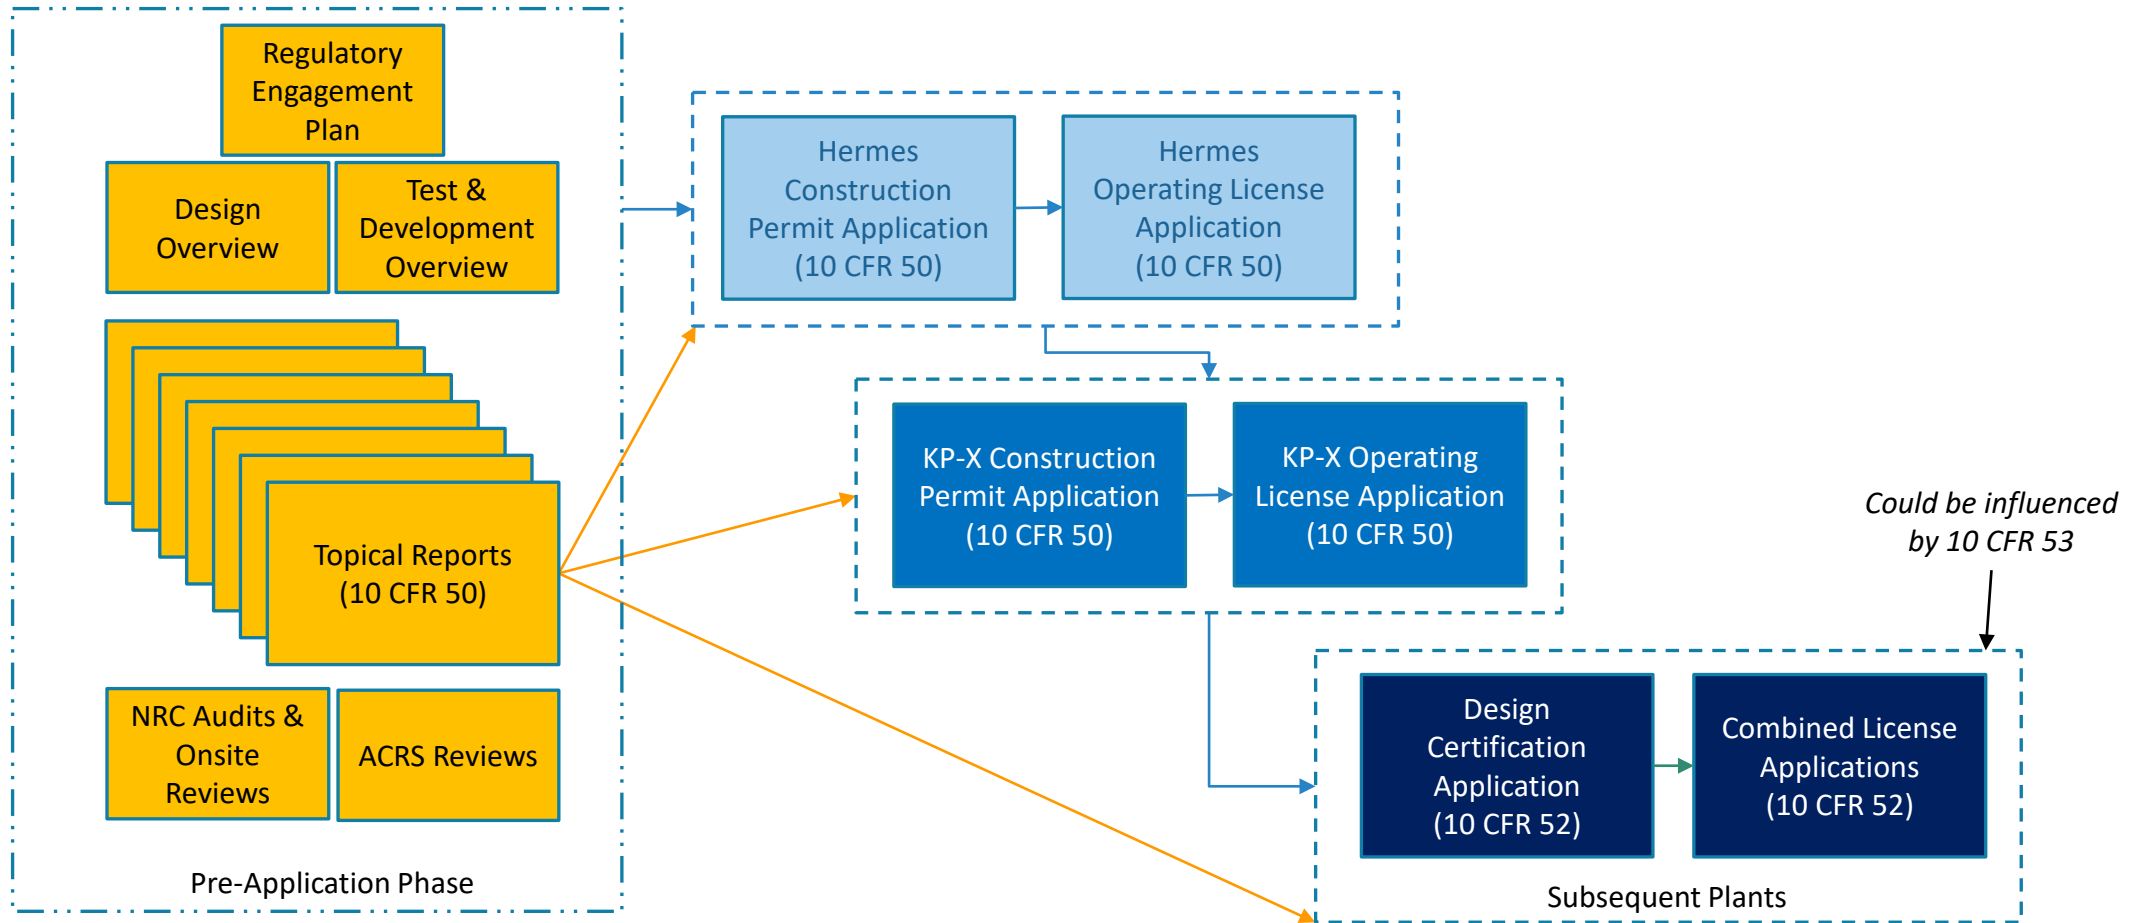 Regulatory
Engagement
Plan
Design
Overview
Test &
Development
Overview
Topical Reports
(10 CFR 50)
NRC Audits &
Onsite
Reviews
ACRS Reviews
Pre-Application Phase
Hermes
Construction
Permit Application
(10 CFR 50)
Hermes
Operating License
Application
(10 CFR 50)
KP-X Construction
Permit Application
(10 CFR 50)
KP-X Operating
License Application
(10 CFR 50)
Could be influenced
by 10 CFR 53
Design
Certification
Application
(10 CFR 52)
Combined License
Applications
(10 CFR 52)
Subsequent Plants